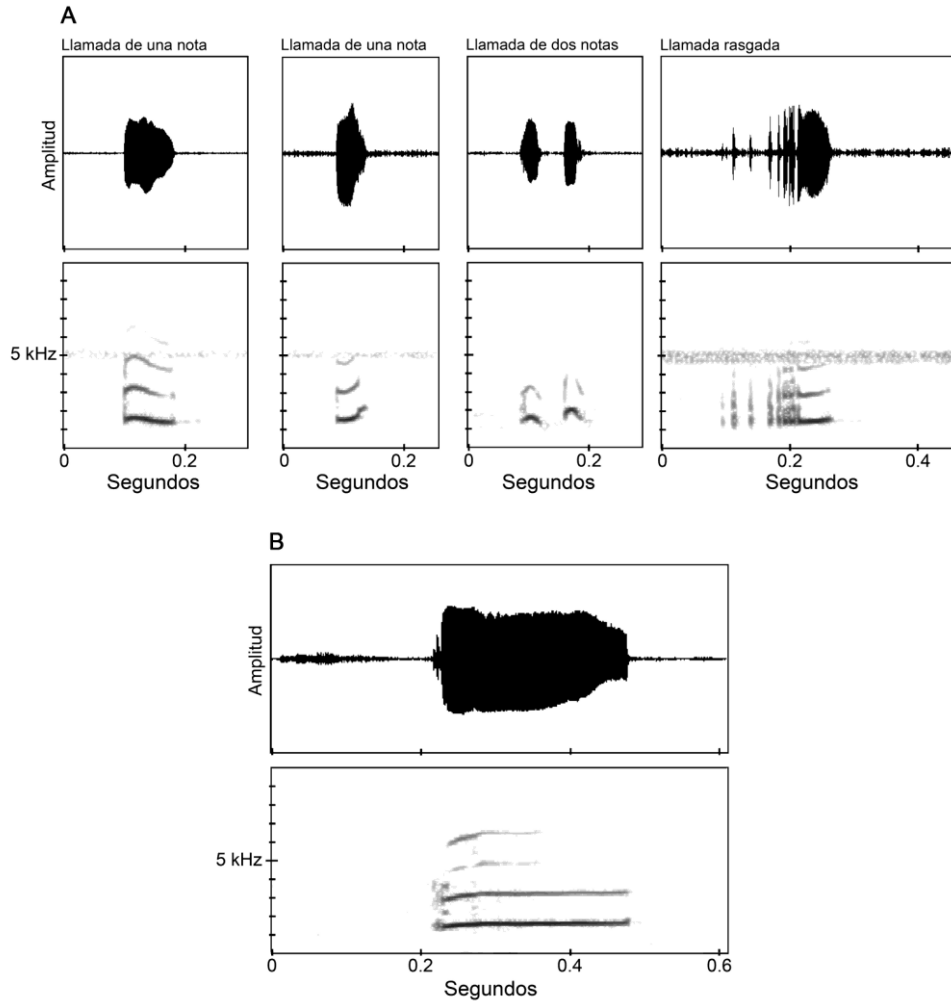 A
Llamada de una nota
Llamada de una nota
Llamada de dos notas
Llamada rasgada
Amplitud
5 kHz
0 0.2
0 0.2
0 0.2
0 0.2 0.4
Segundos
Segundos
Segundos
Segundos
B
Amplitud
5 kHz
0 0.2 0.4 0.6
Segundos